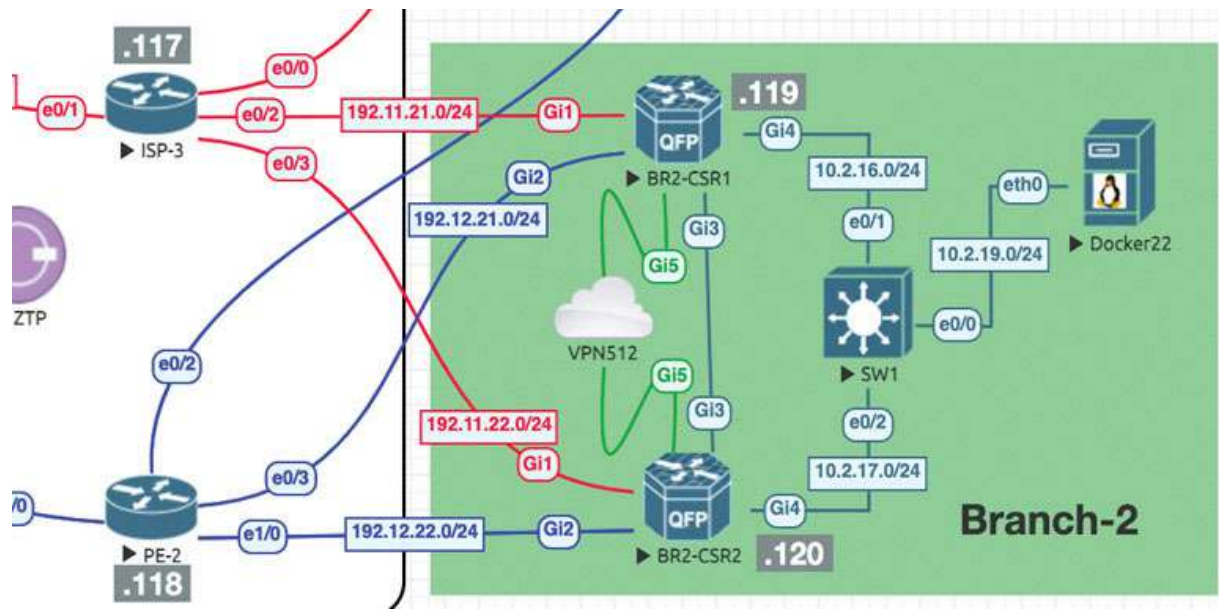 .117
e0/0
e0/1
e0/2
192.11.21.0/24
Gi1
.119
ISP-3
QFP
Gi4
e0/3
BR2-CSR1
Gi2
10.2.16.0/24
eth0
192.12.21.0/24
Gi3
e0/1
Docker22
10.2.19.0/24
Gi5
ZTP
VPN512
e0/0
e0/2
Gi5
SW1
Gi3
192.11.22.0/24
e0/2
Gi1
10.2.17.0/24
e0/3
/0
QFP
Gi4
Branch-2
e1/0
192.12.22.0/24
Gi2
PE-2
BR2-CSR2
.120
.118